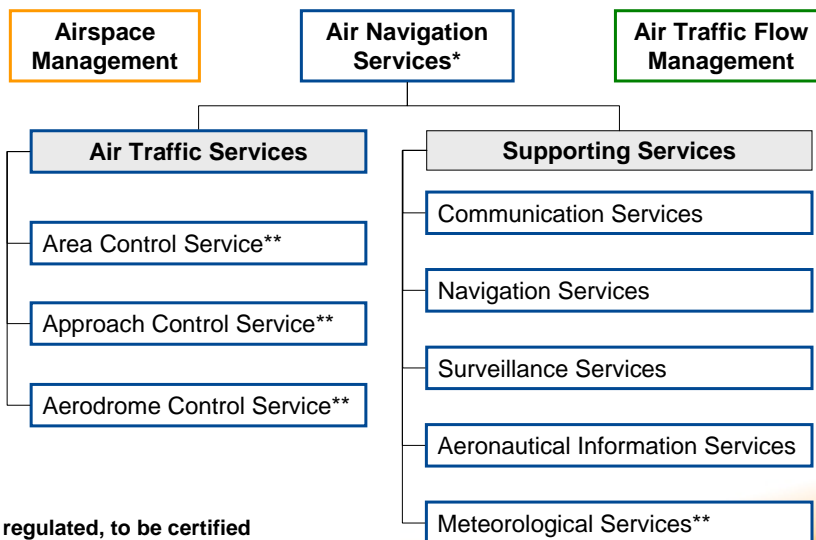 Airspace
Management
Air Navigation
Services*
Air Traffic Flow
Management
Air Traffic Services
Supporting Services
Area Control Service**
Approach Control Service**
Aerodrome Control Service**
Communication Services
Navigation Services
Surveillance Services
Aeronautical Information Services
Meteorological Services**
regulated, to be certified